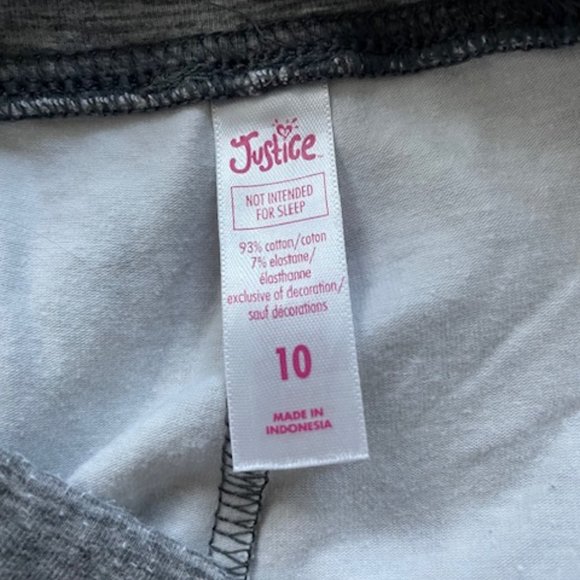 Justice
NOT INTENDED
FOR SLEEP
93% cotton/coton
7% elastane/
élasthanne
exclusive of decoration/
sauf décorations
10
MADE IN
INDONESIA